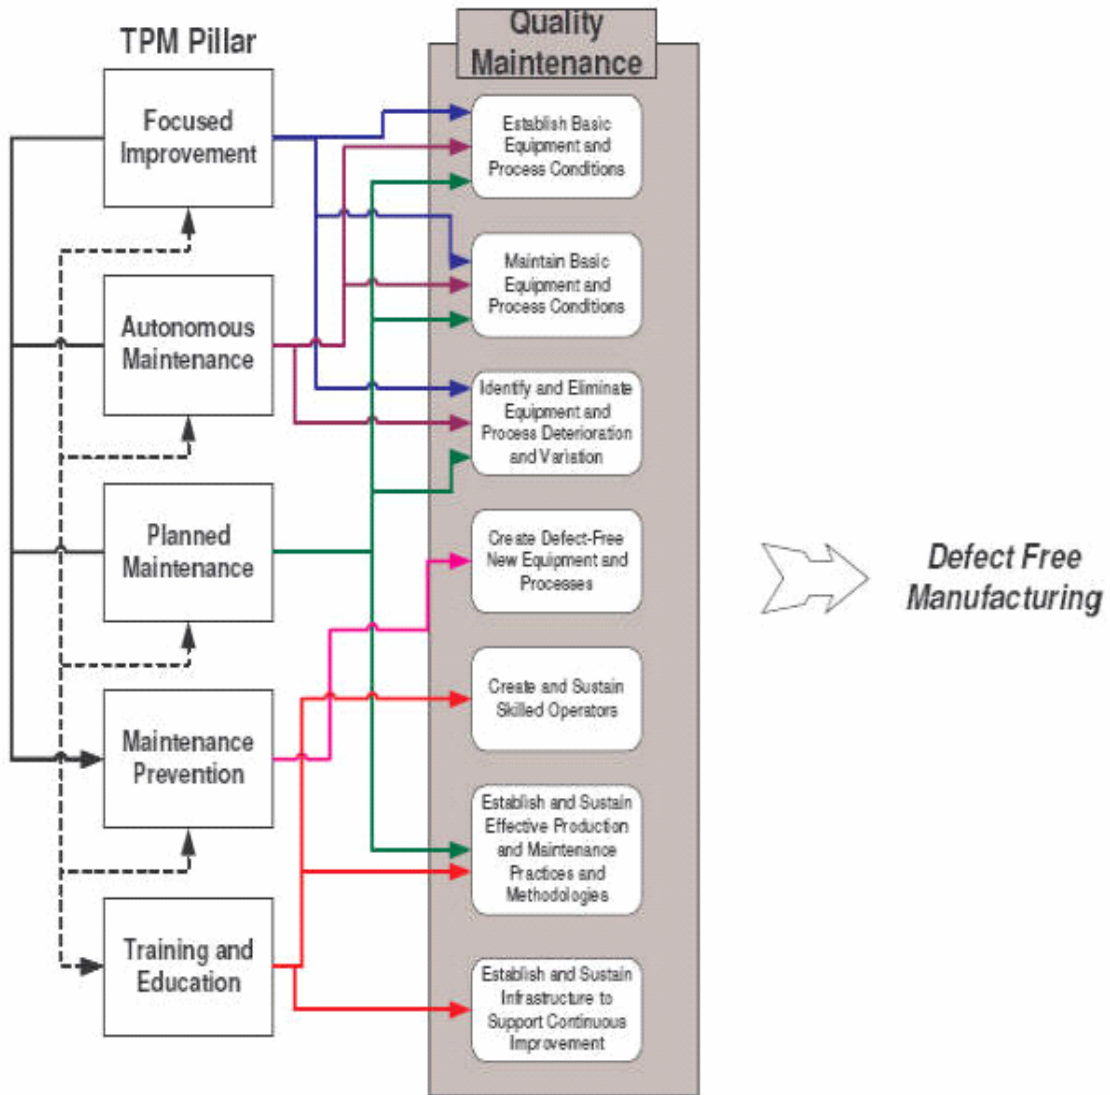 TPM Pillar
Focused
Improvement
Autonomous
Maintenance
Planned
Maintenance
Maintenance
Prevention
Training and
Education
Quality
Maintenance
Establish Basic
Equipment and
Process Conditions
Maintain Basic
Equipment and
Process Conditions
Identify and Eliminate
Equipment and
Process Deterioration
and Variation
Create Defect-Free
New Equipment and
Processes
Create and Sustain
Skilled Operators
Establish and Sustain
Effective Production
and Maintenance
Practices and
Methodologies
Establish and Sustain
Infrastructure to
Support Continuous
Improvement
Defect Free
Manufacturing